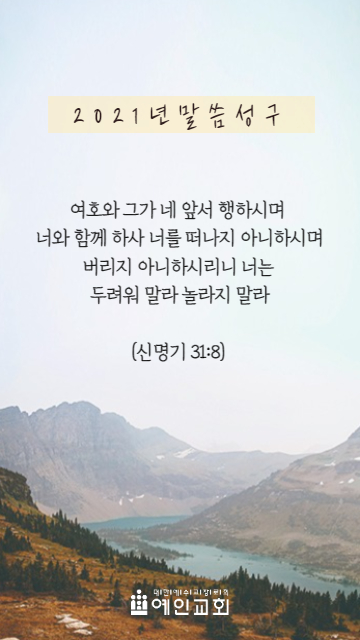 2021년말씀성구
여호와 그가 네 앞서 행하시며
너와 함께 하사 너를 떠나지 아니하시며
버리지 아니하시리니 너는
두려워 말라 놀라지 말라
(신명기 31:8)
예인교회